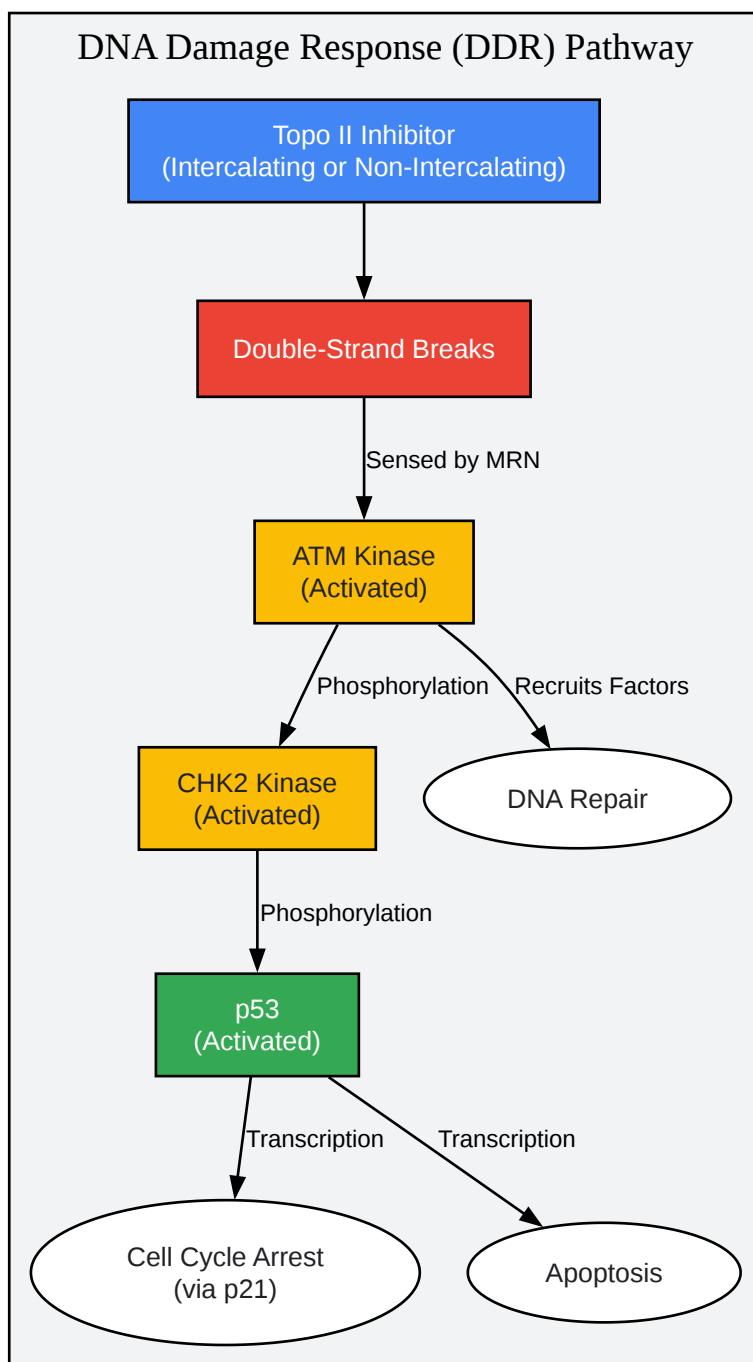 DNA Damage Response (DDR) Pathway
Topo II Inhibitor
(Intercalating or Non-Intercalating)
Double-Strand Breaks
Sensed by MRN
ATM Kinase
(Activated)
Phosphorylation
Recruits Factors
CHK2 Kinase
(Activated)
DNA Repair
Phosphorylation
p53
(Activated)
Transcription
Transcription
Cell Cycle Arrest
(via p21)
Apoptosis